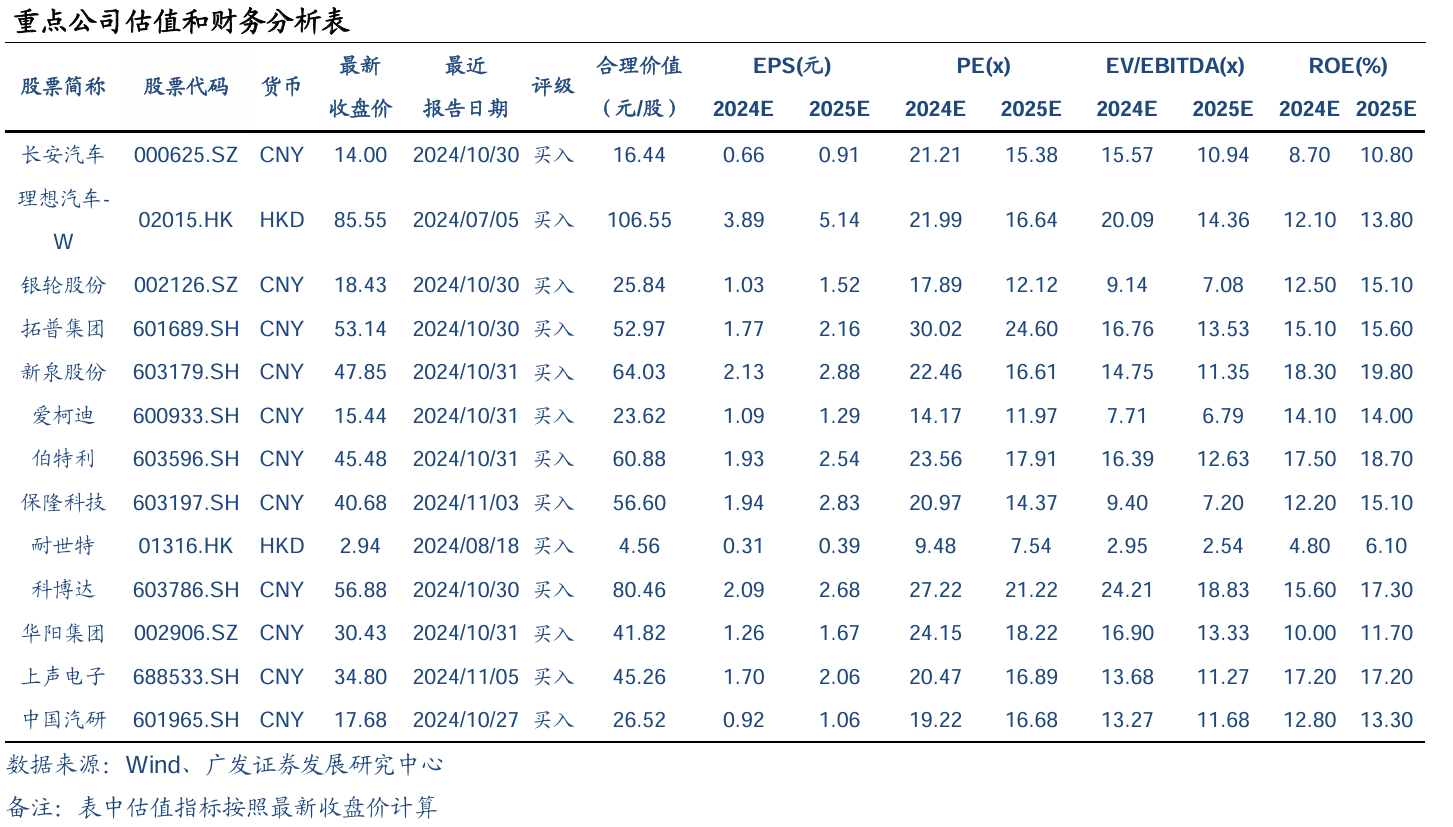 重点公司估值和财务分析表
股票简称 股票代码 货币 最新收盘价 最近报告日期 评级 合理价值（元/股） EPS(元) PE(x) EV/EBITDA(x) ROE(%)
2024E 2025E 2024E 2025E 2024E 2025E 2024E 2025E
长安汽车 000625.SZ CNY 14.00 2024/10/30 买入 16.44 0.66 0.91 21.21 15.38 15.57 10.94 8.70 10.80
理想汽车-W 02015.HK HKD 85.55 2024/07/05 买入 106.55 3.89 5.14 21.99 16.64 20.09 14.36 12.10 13.80
银轮股份 002126.SZ CNY 18.43 2024/10/30 买入 25.84 1.03 1.52 17.89 12.12 9.14 7.08 12.50 15.10
拓普集团 601689.SH CNY 53.14 2024/10/30 买入 52.97 1.77 2.16 30.02 24.60 16.76 13.53 15.10 15.60
新泉股份 603179.SH CNY 47.85 2024/10/31 买入 64.03 2.13 2.88 22.46 16.61 14.75 11.35 18.30 19.80
爱柯迪 600933.SH CNY 15.44 2024/10/31 买入 23.62 1.09 1.29 14.17 11.97 7.71 6.79 14.10 14.00
伯特利 603596.SH CNY 45.48 2024/10/31 买入 60.88 1.93 2.54 23.56 17.91 16.39 12.63 17.50 18.70
保隆科技 603197.SH CNY 40.68 2024/11/03 买入 56.60 1.94 2.83 20.97 14.37 9.40 7.20 12.20 15.10
耐世特 01316.HK HKD 2.94 2024/08/18 买入 4.56 0.31 0.39 9.48 7.54 2.95 2.54 4.80 6.10
科博达 603786.SH CNY 56.88 2024/10/30 买入 80.46 2.09 2.68 27.22 21.22 24.21 18.83 15.60 17.30
华阳集团 002906.SZ CNY 30.43 2024/10/31 买入 41.82 1.26 1.67 24.15 18.22 16.90 13.33 10.00 11.70
上声电子 688533.SH CNY 34.80 2024/11/05 买入 45.26 1.70 2.06 20.47 16.89 13.68 11.27 17.20 17.20
中国汽研 601965.SH CNY 17.68 2024/10/27 买入 26.52 0.92 1.06 19.22 16.68 13.27 11.68 12.80 13.30
数据来源：Wind、广发证券发展研究中心
备注：表中估值指标按照最新收盘价计算